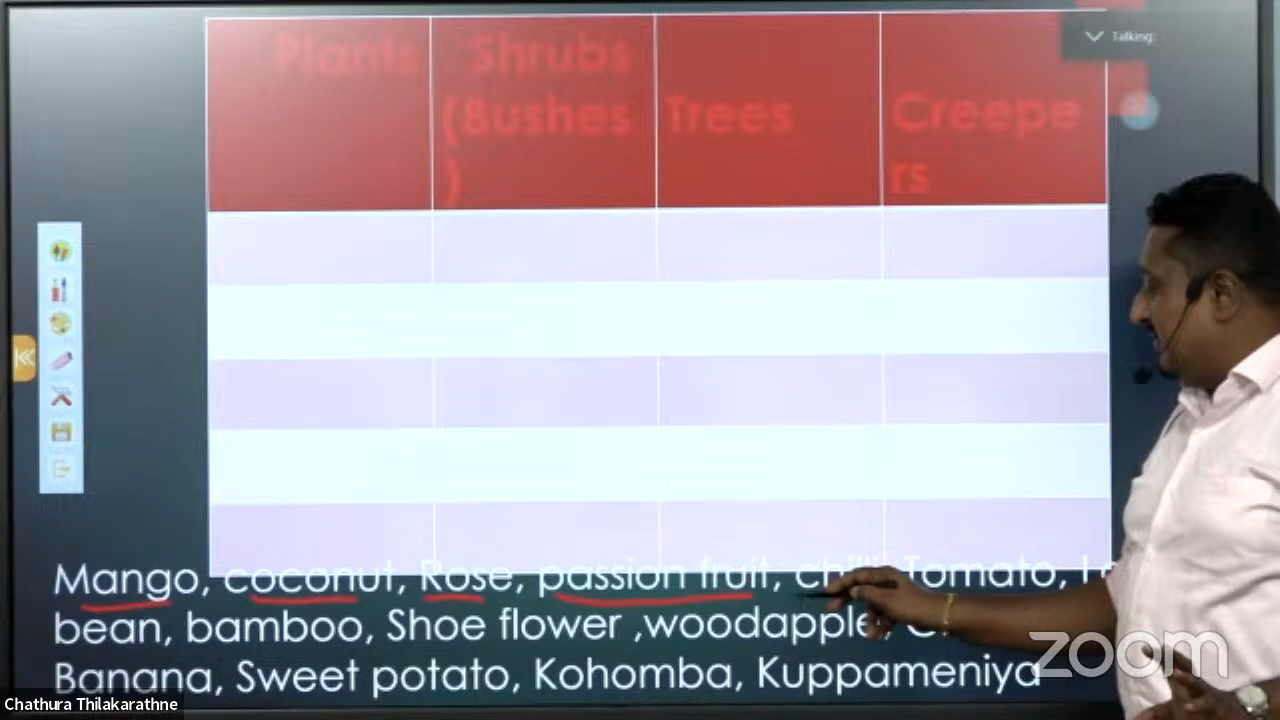 Talking:
Plants
Shrubs
(Bushes
)
Trees
Creepe
rs
Mango, coconut, Rose, passion fruit, chilli, Tomato,
bean, bamboo, Shoe flower ,woodapple,
Banana, Sweet potato, Kohomba, Kuppameniya
zoom
Chathura Thilakarathne